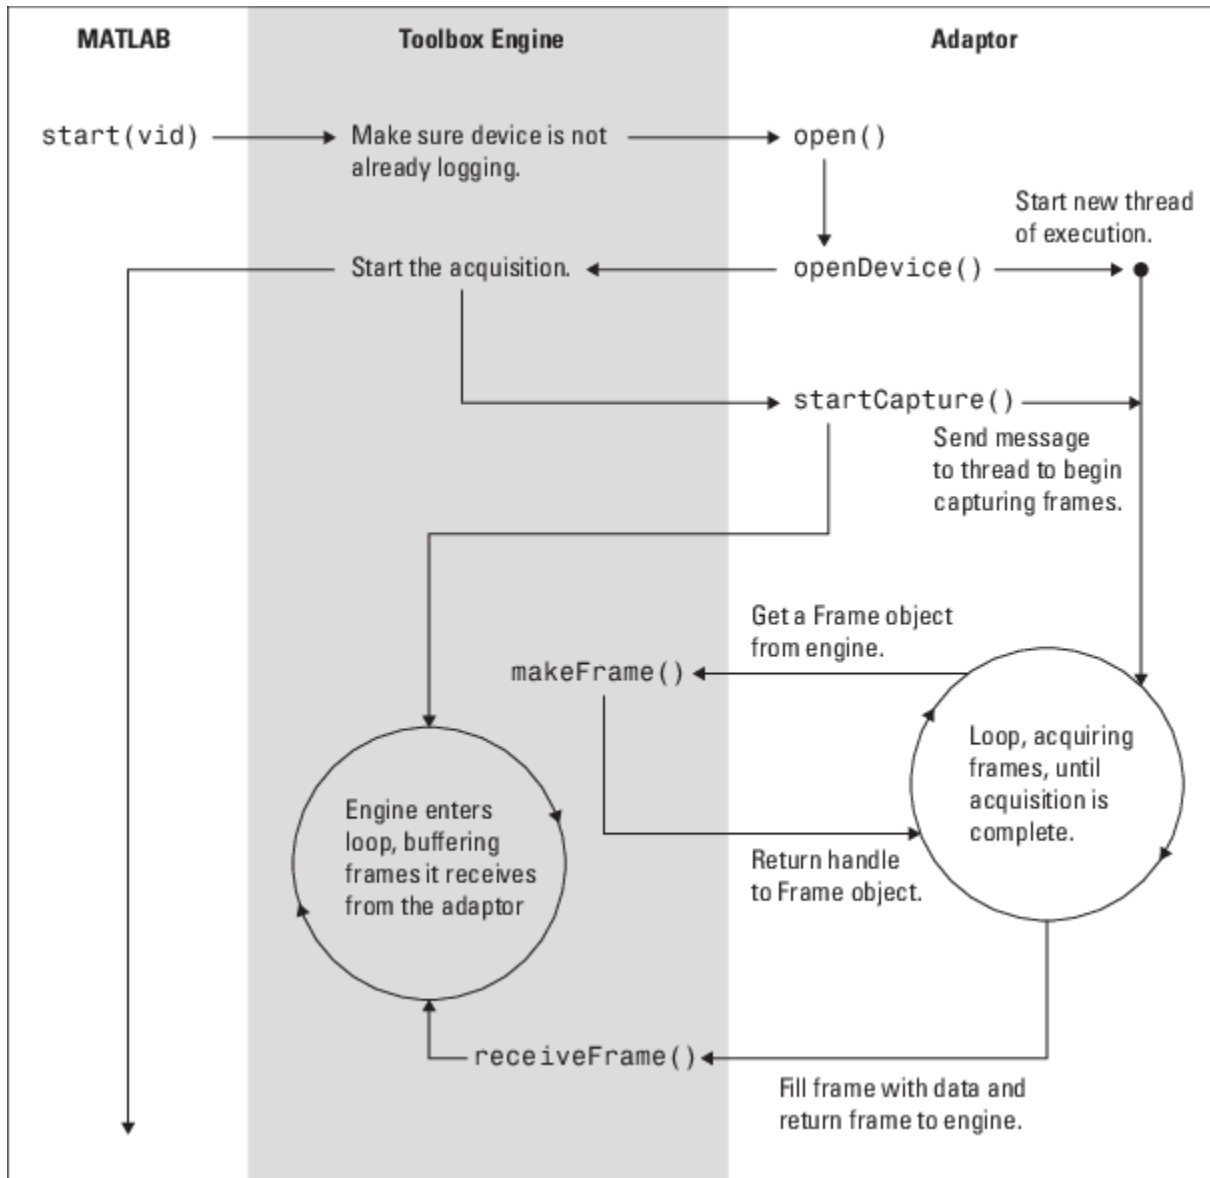 MATLAB
Toolbox Engine
Adaptor
start(vid)
Make sure device is not
already logging.
open()
Start new thread
of execution.
Start the acquisition.
openDevice()
startCapture()
Send message
to thread to begin
capturing frames.
Get a Frame object
from engine.
makeFrame()
Loop, acquiring
frames, until
acquisition is
complete.
Engine enters
loop, buffering
frames it receives
from the adaptor
Return handle
to Frame object.
receiveFrame()
Fill frame with data and
return frame to engine.